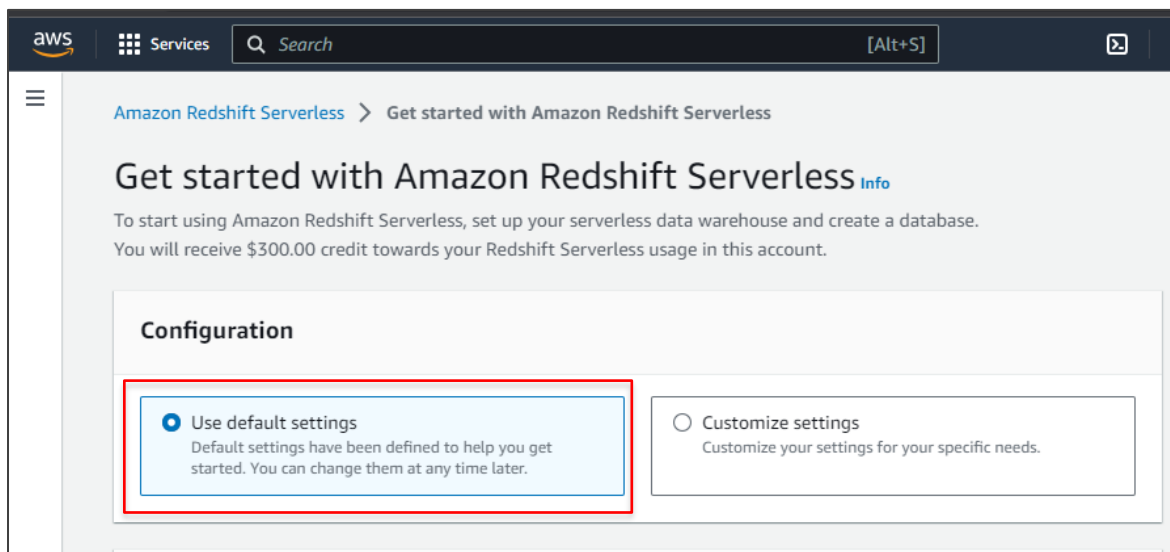 aws
Services
Search
[Alt+S]
Amazon Redshift Serverless > Get started with Amazon Redshift Serverless
Get started with Amazon Redshift Serverless Info
To start using Amazon Redshift Serverless, set up your serverless data warehouse and create a database.
You will receive $300.00 credit towards your Redshift Serverless usage in this account.
Configuration
Use default settings
Default settings have been defined to help you get
started. You can change them at any time later.
Customize settings
Customize your settings for your specific needs.